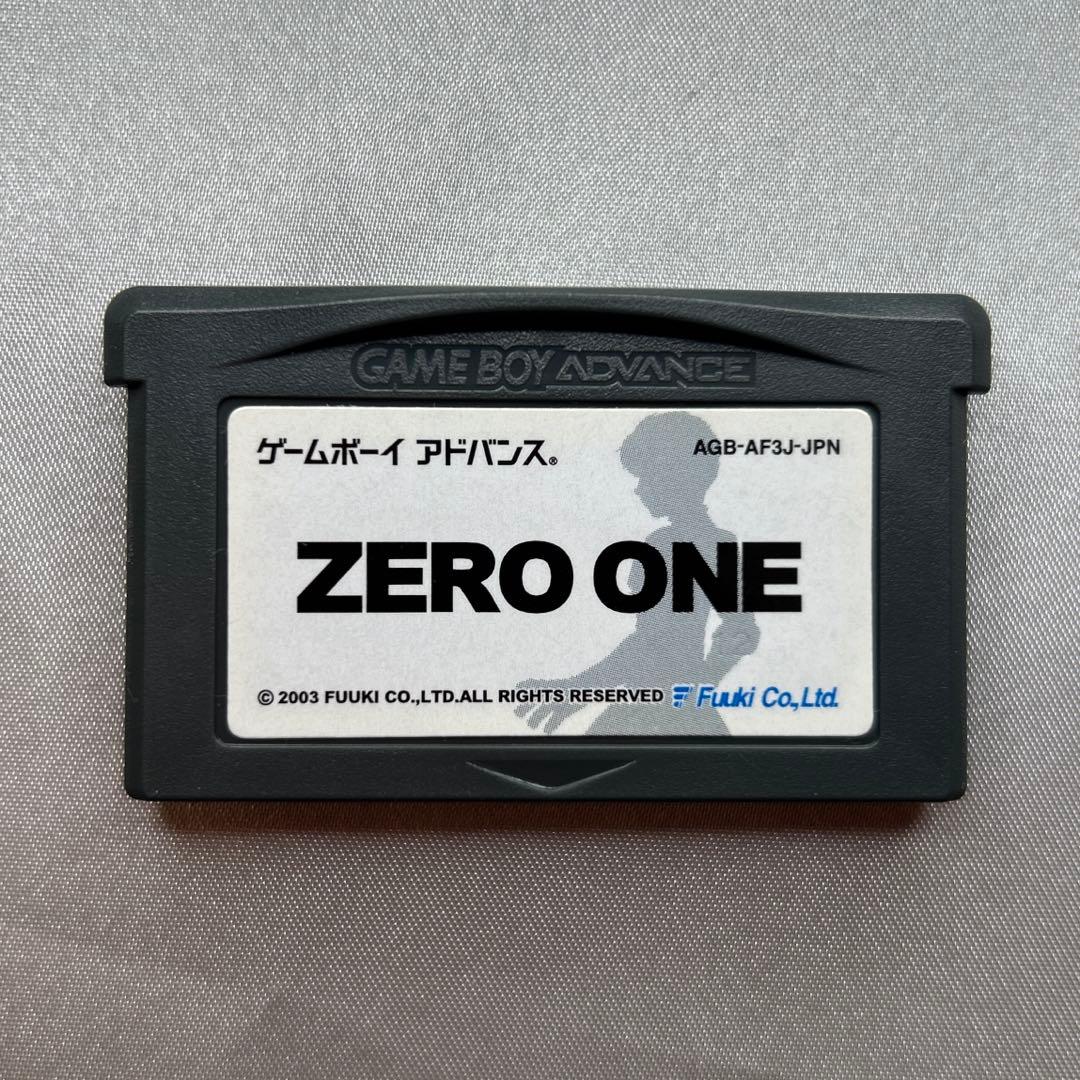 GAME BOY ADVANCE
ゲームボーイ アドバンス®
AGB-AF3J-JPN
ZERO ONE
© 2003 FUUKI CO.,LTD.ALL RIGHTS RESERVED
Fuuki Co.,Ltd.